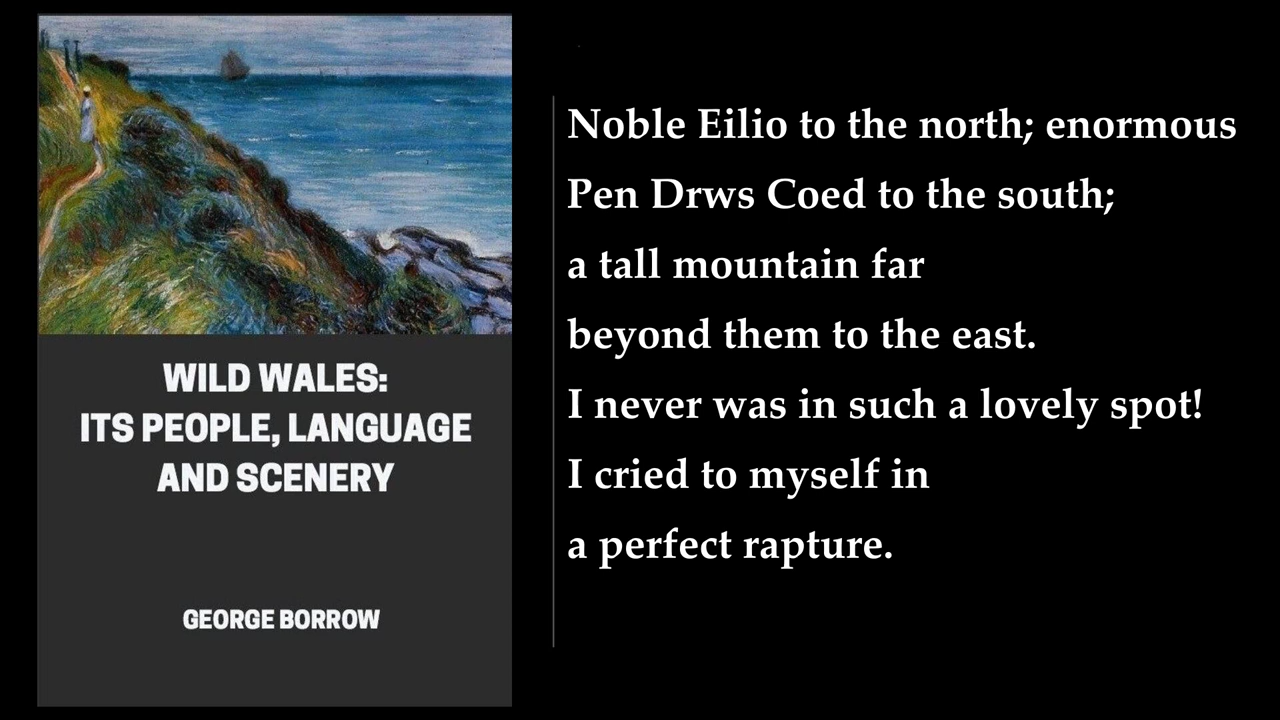 WILD WALES:
ITS PEOPLE, LANGUAGE
AND SCENERY
GEORGE BORROW
Noble Eilio to the north; enormous
Pen Drws Coed to the south;
a tall mountain far
beyond them to the east.
I never was in such a lovely spot!
I cried to myself in
a perfect rapture.